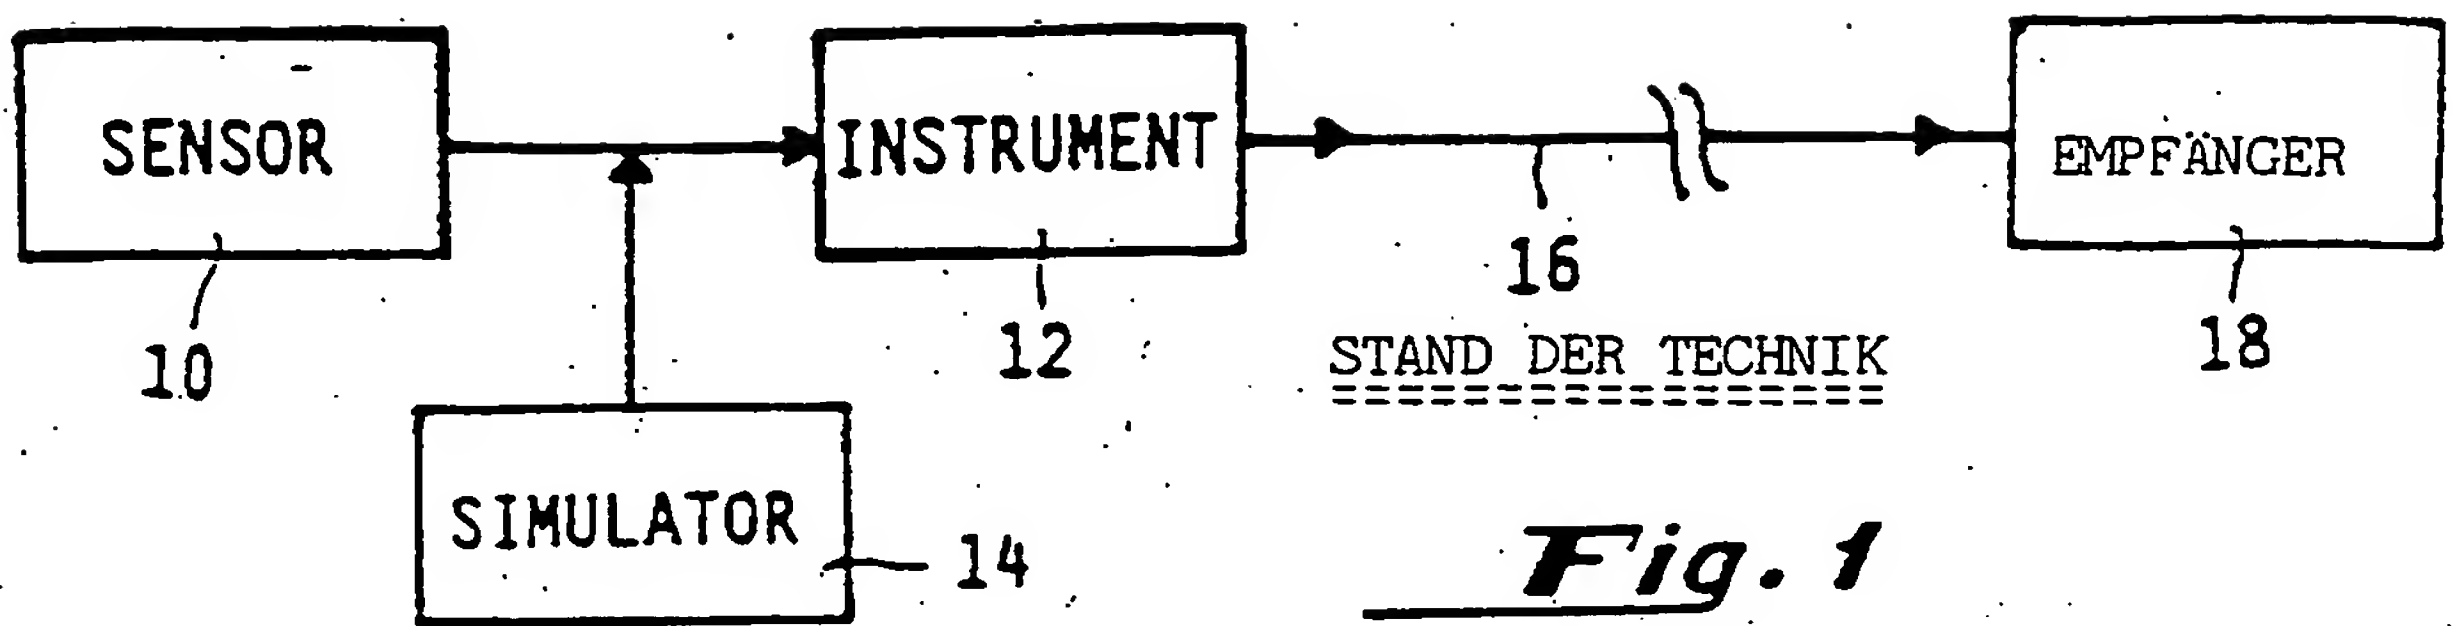 SENSOR
INSTRUMENT
EMPFÄNGER
10
12
16
18
STAND DER TECHNIK
SIMULATOR
14
Fig. 1